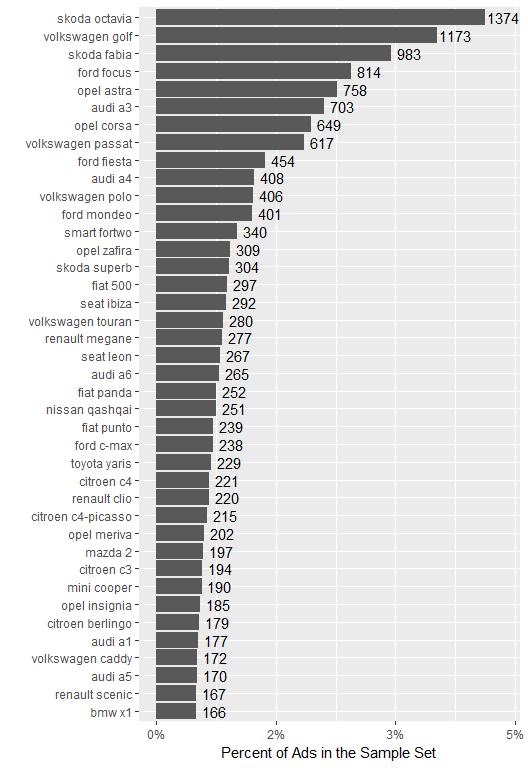 skoda octavia 1374
volkswagen golf 1173
skoda fabia 983
ford focus 814
opel astra 758
audi a3 703
opel corsa 649
volkswagen passat 617
ford fiesta 454
audi a4 408
volkswagen polo 406
ford mondeo 401
smart fortwo 340
opel zafira 309
skoda superb 304
fiat 500 297
seat ibiza 292
volkswagen touran 280
renault megane 277
seat leon 267
audi a6 265
fiat panda 252
nissan qashqai 251
fiat punto 239
ford c-max 238
toyota yaris 229
citroen c4 221
renault clio 220
citroen c4-picasso 215
opel meriva 202
mazda 2 197
citroen c3 194
mini cooper 190
opel insignia 185
citroen berlingo 179
audi a1 177
volkswagen caddy 172
audi a5 170
renault scenic 167
bmw x1 166
0% 2% 3% 5%
Percent of Ads in the Sample Set